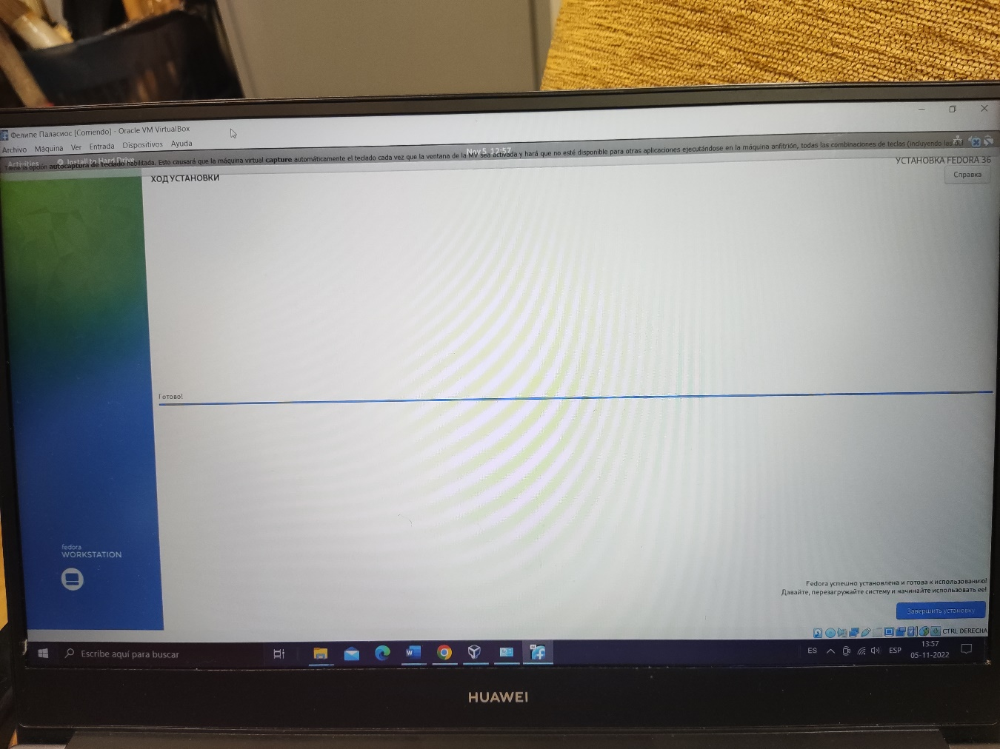 Фелипе Паласиос [Corriendo] - Oracle VM VirtualBox
Archivo Máquina Ver Entrada Dispositivos Ayuda
Activities Install to Hard Drive Nov 5 12:57
Tiene la opción autocaptura de teclado habilitada. Esto causará que la máquina virtual capture automáticamente el teclado cada vez que la ventana de la MV sea activada y hará que no esté disponible para otras aplicaciones ejecutándose en la máquina anfitrión, todas las combinaciones de teclas (incluyendo las del
ХОД УСТАНОВКИ
УСТАНОВКА FEDORA 36
Справка
Готово!
fedora
WORKSTATION
Fedora успешно установлена и готова к использованию!
Давайте, перезагружайте систему и начинайте использовать ее!
Завершить установку
CTRL DERECHA
Escribe aquí para buscar
ES
ESP
13:57
05-11-2022
HUAWEI